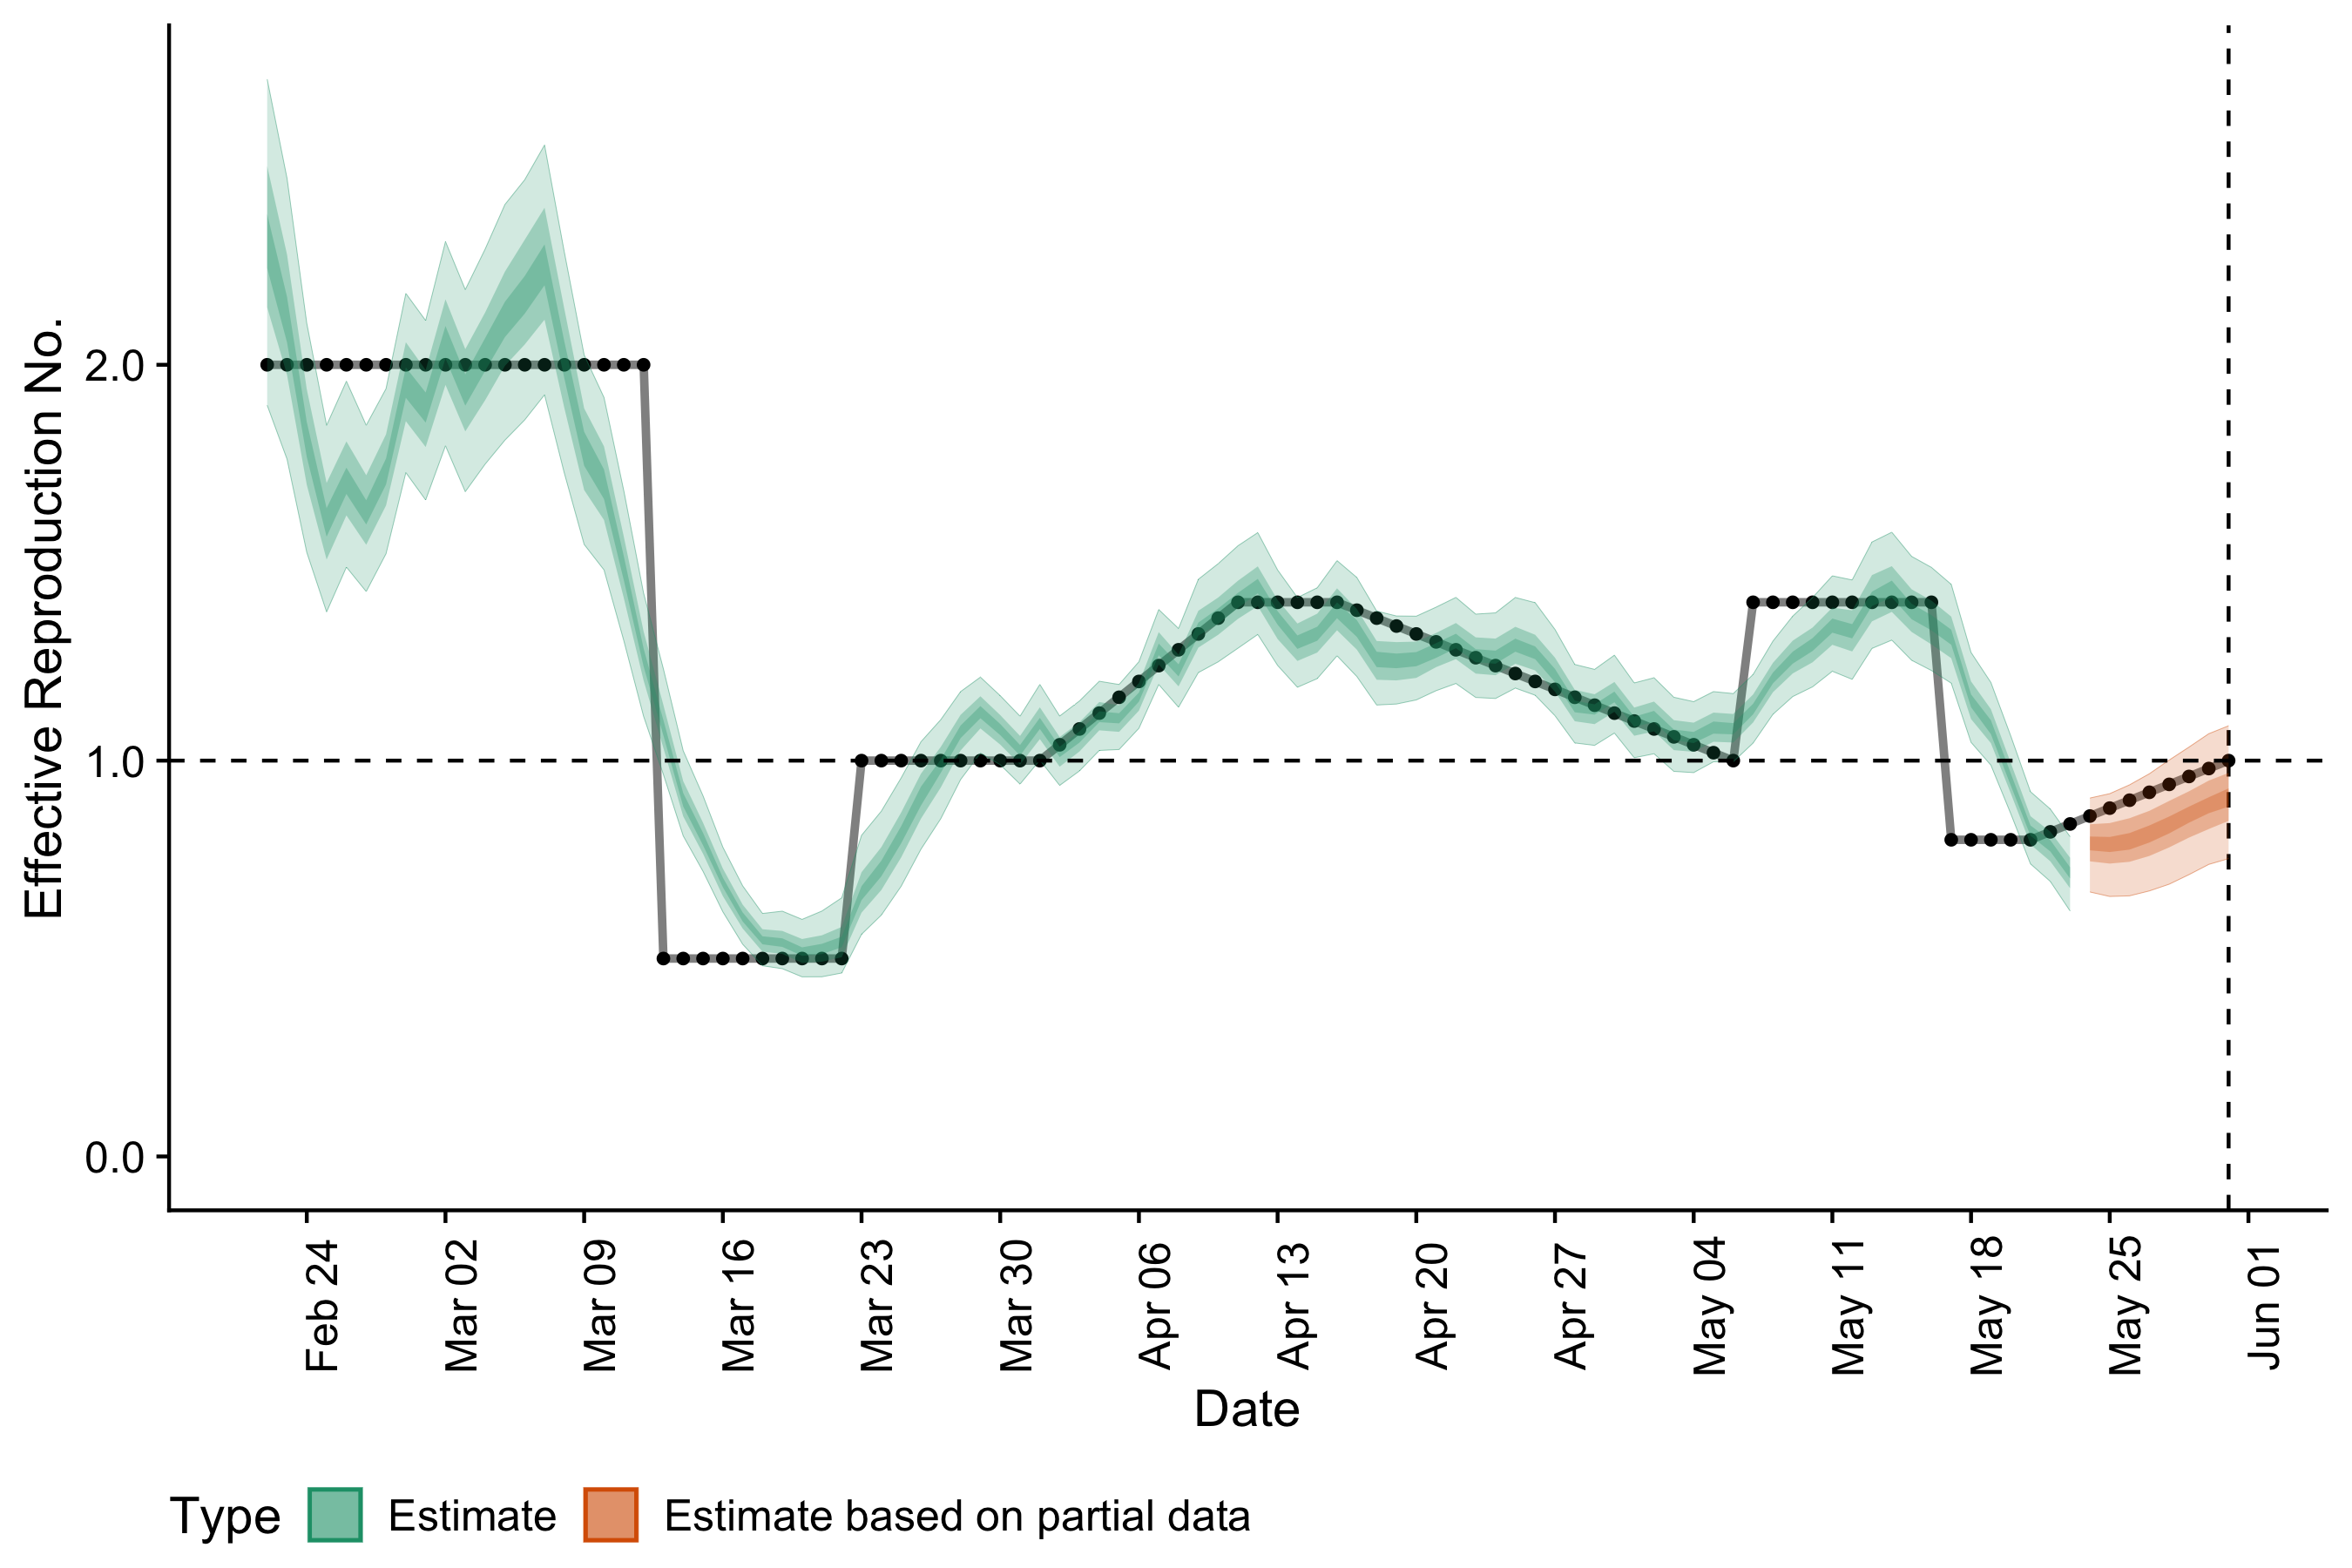 Effective Reproduction No.
2.0
1.0
0.0
Feb 24
Mar 02
Mar 09
Mar 16
Mar 23
Mar 30
Apr 06
Apr 13
Apr 20
Apr 27
May 04
May 11
May 18
May 25
Jun 01
Date
Type Estimate Estimate based on partial data